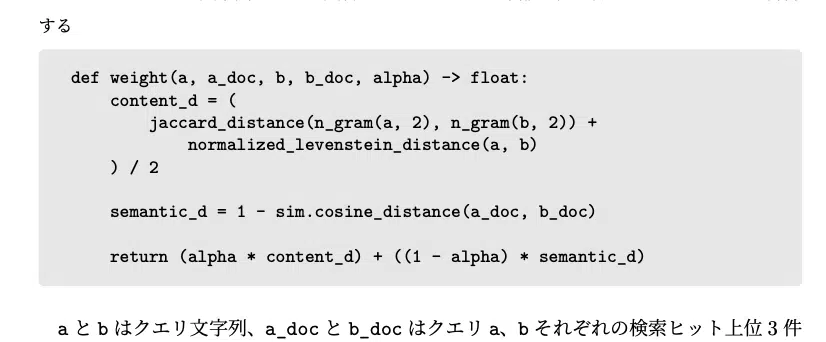 する
def weight(a, a_doc, b, b_doc, alpha) -> float:
content_d = (
jaccard_distance(n_gram(a, 2), n_gram(b, 2)) +
normalized_levenstein_distance(a, b)
) / 2
semantic_d = 1 - sim.cosine_distance(a_doc, b_doc)
return (alpha * content_d) + ((1 - alpha) * semantic_d)
a と b はクエリ文字列、a_doc と b_doc はクエリ a、b それぞれの検索ヒット上位 3 件